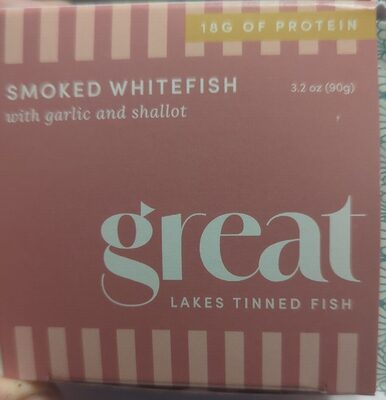 18G OF PROTEIN
SMOKED WHITEFISH
3.2 oz (90g)
with garlic and shallot
great
LAKES TINNED FISH